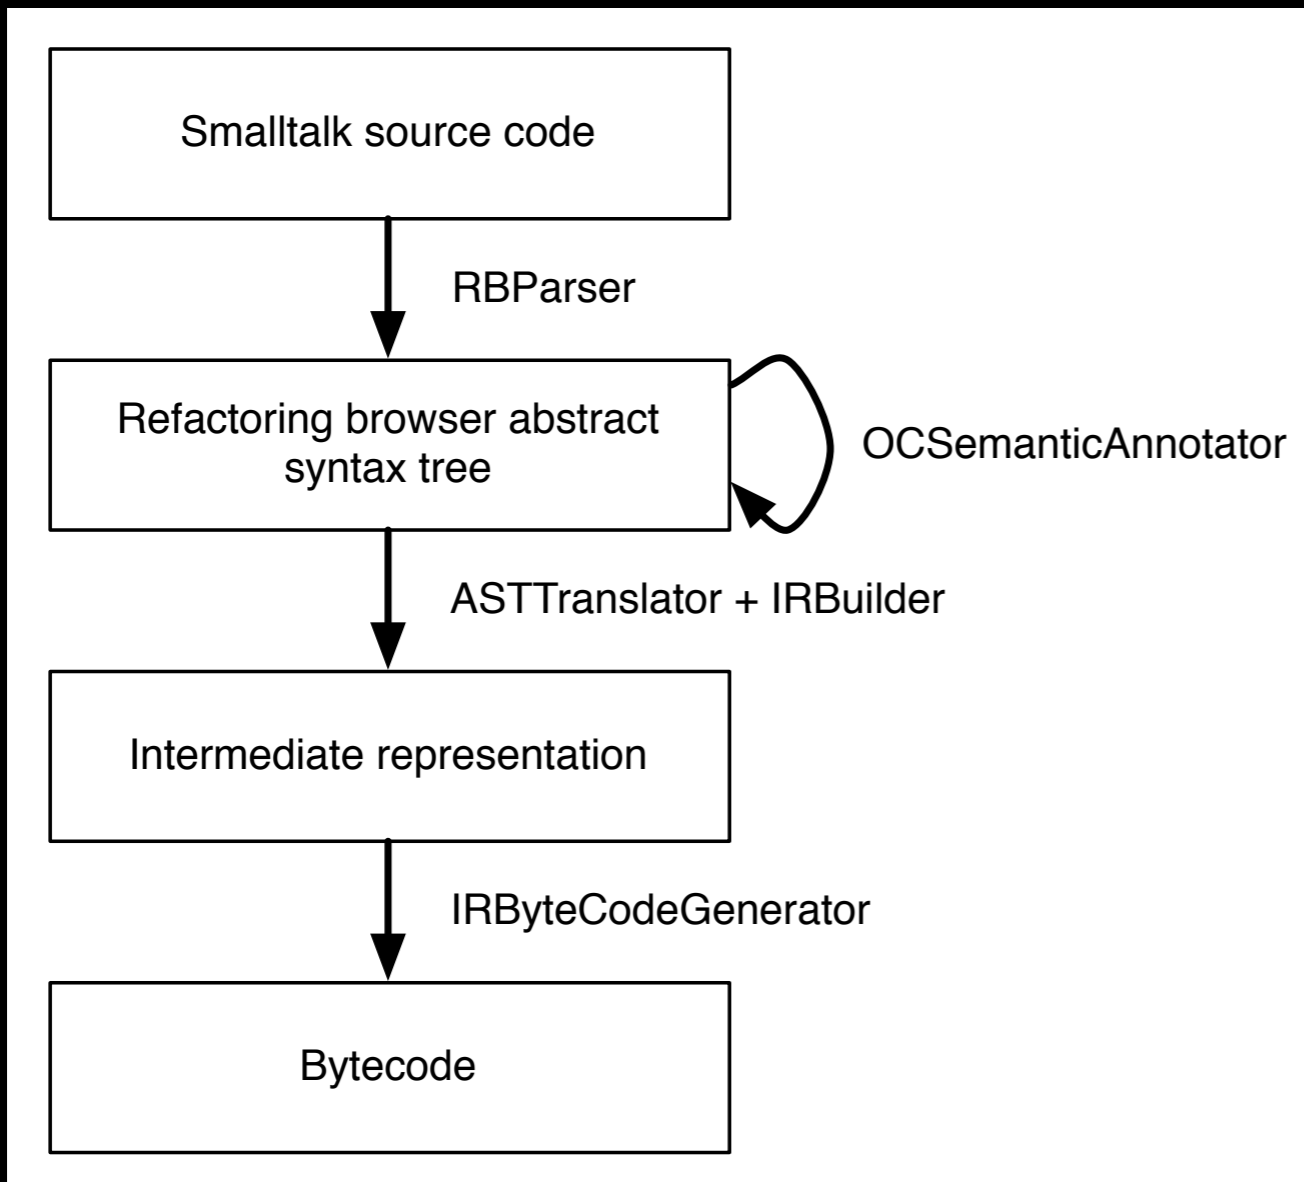 Smalltalk source code
RBParser
Refactoring browser abstract
syntax tree
OCSemanticAnnotator
ASTTranslator + IRBuilder
Intermediate representation
IRByteCodeGenerator
Bytecode